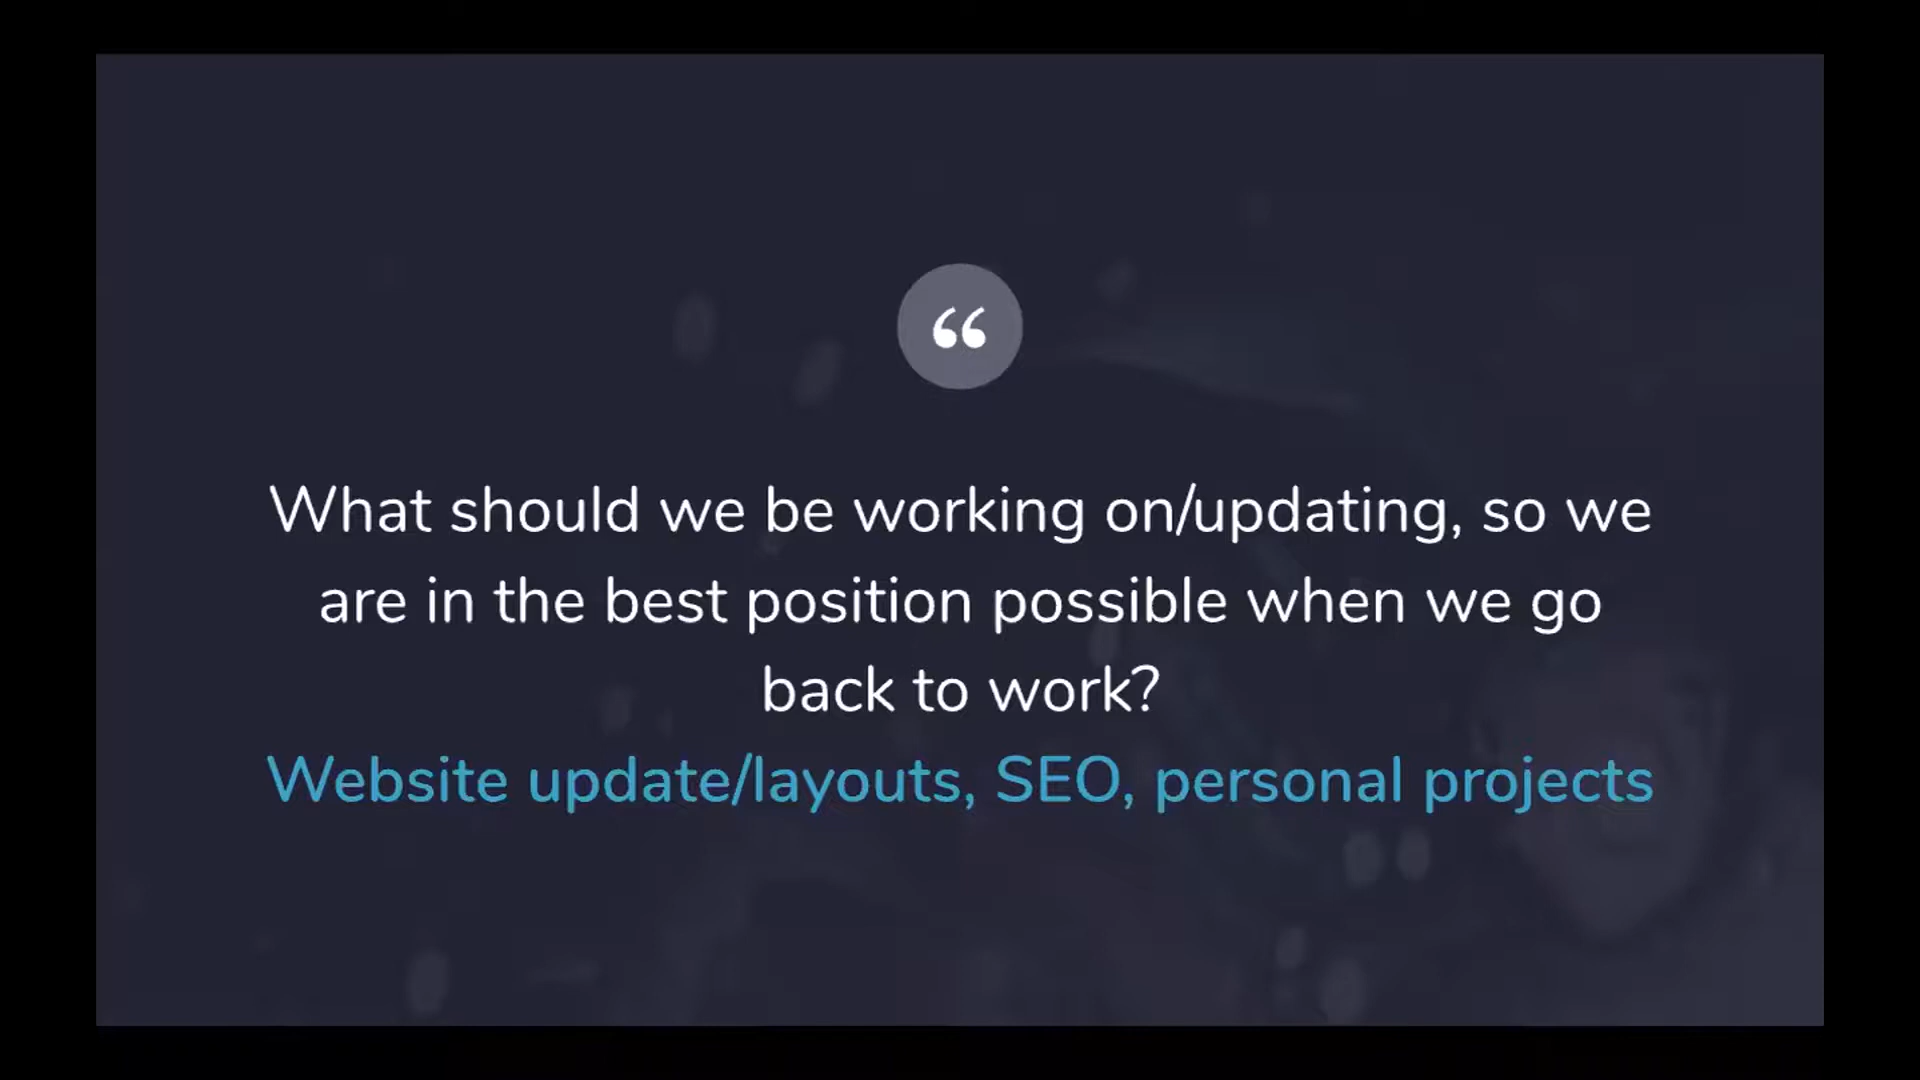 “
What should we be working on/updating, so we
are in the best position possible when we go
back to work?
Website update/layouts, SEO, personal projects